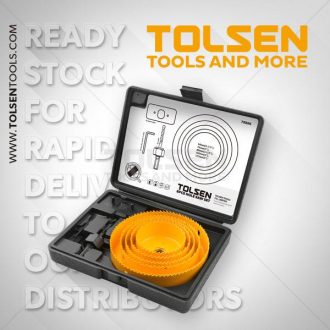 WWW.TOLSENTOOLS.COM
READY
STOCK
FOR
RAPID
DELIV
TO
OU
DISTRIBUTORS
TOLSEN
TOOLS AND MORE
TOLSEN